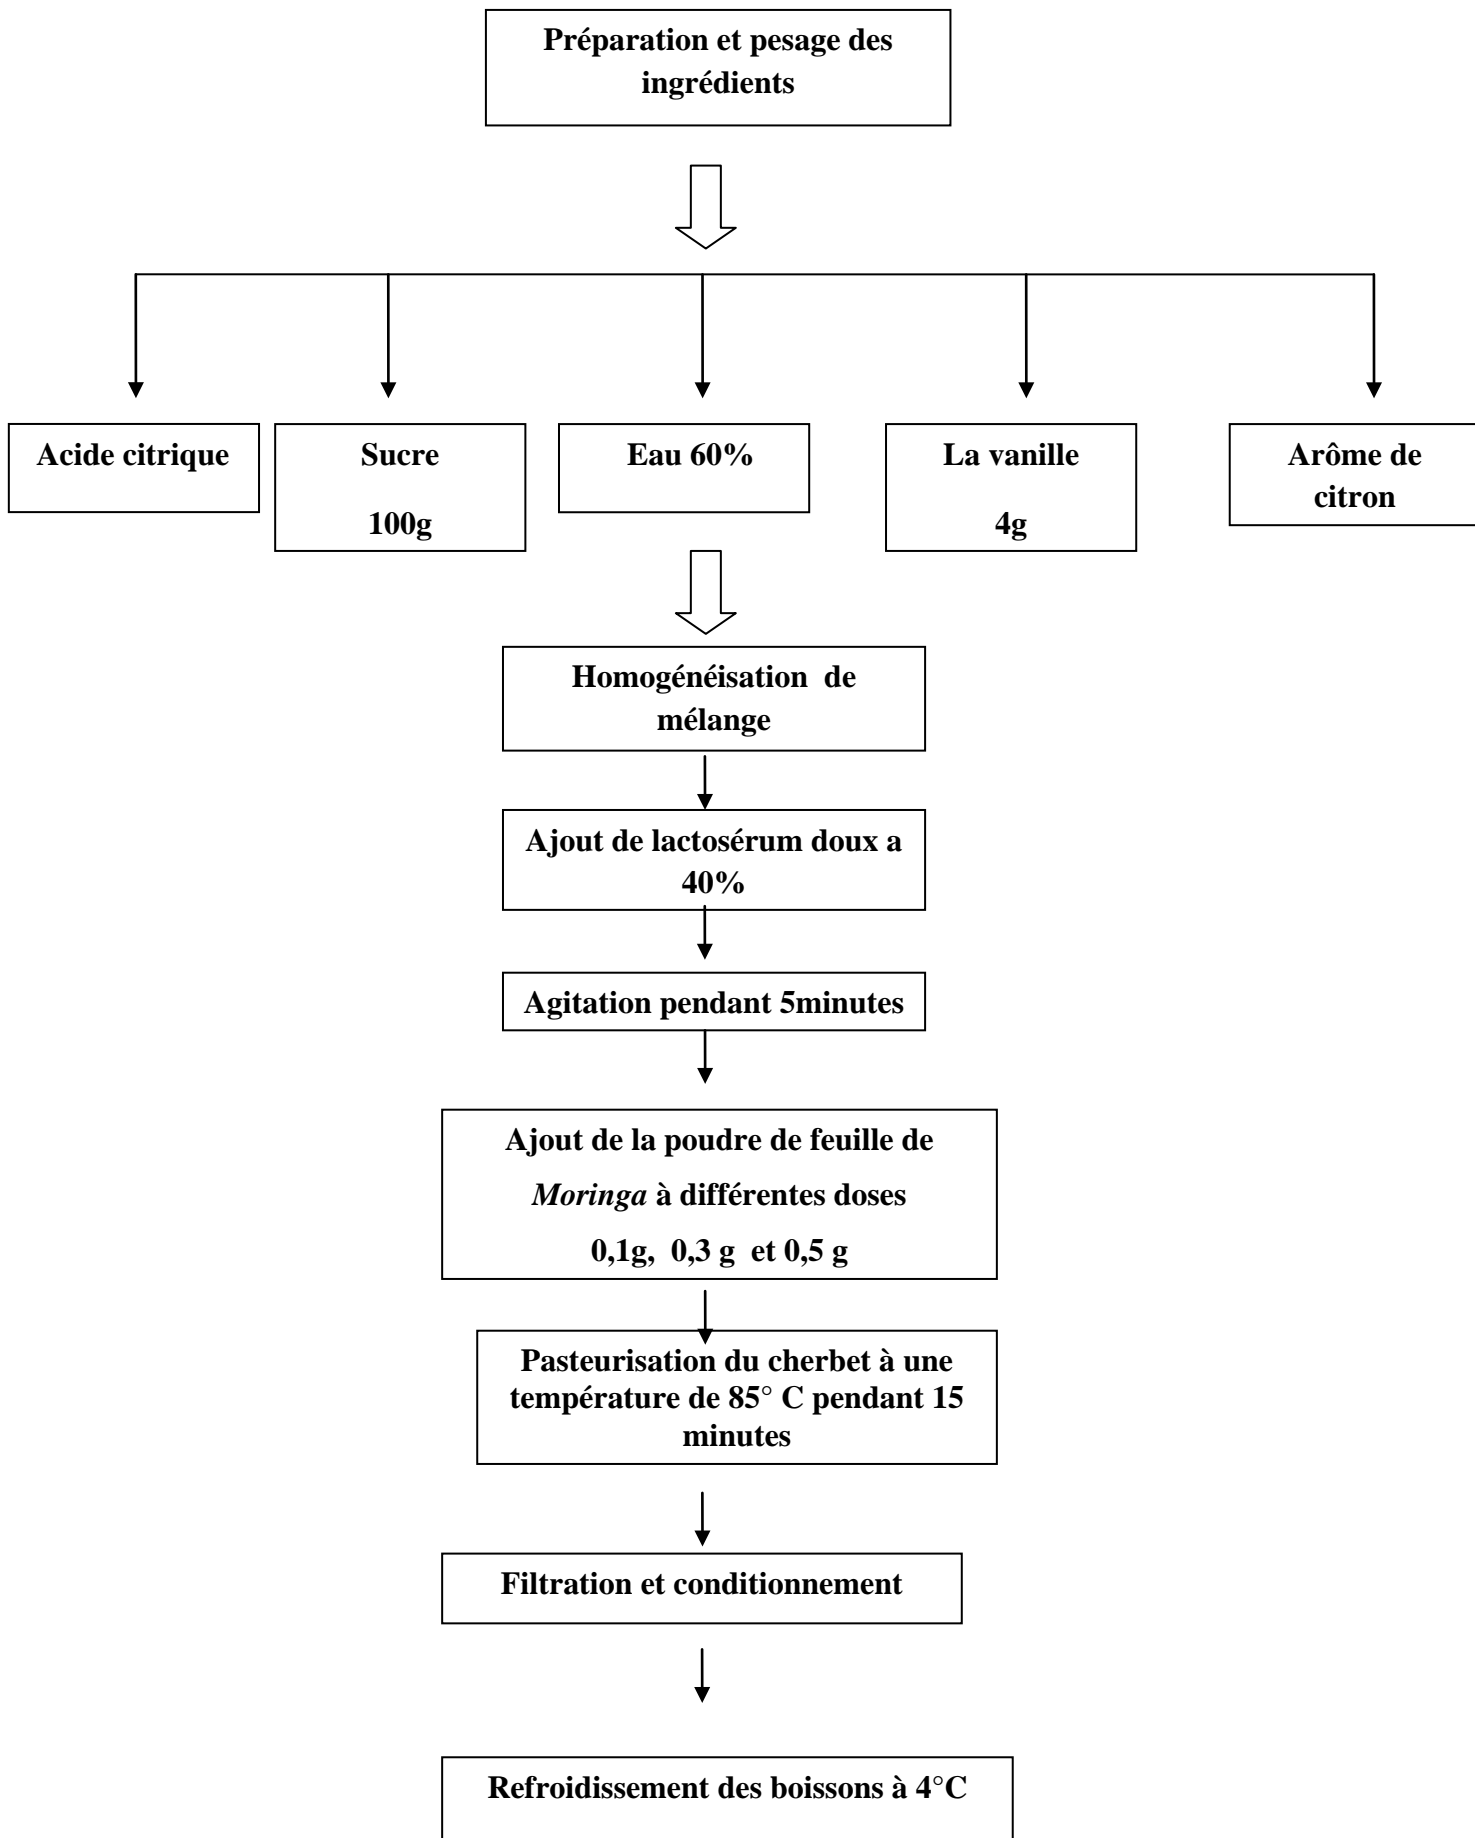 Préparation et pesage des
ingrédients
Acide citrique
Sucre
100g
Eau 60%
La vanille
4g
Arôme de
citron
Homogénéisation de
mélange
Ajout de lactosérum doux a
40%
Agitation pendant 5minutes
Ajout de la poudre de feuille de
Moringa à différentes doses
0,1g, 0,3 g et 0,5 g
Pasteurisation du cherbet à une
température de 85° C pendant 15
minutes
Filtration et conditionnement
Refroidissement des boissons à 4°C